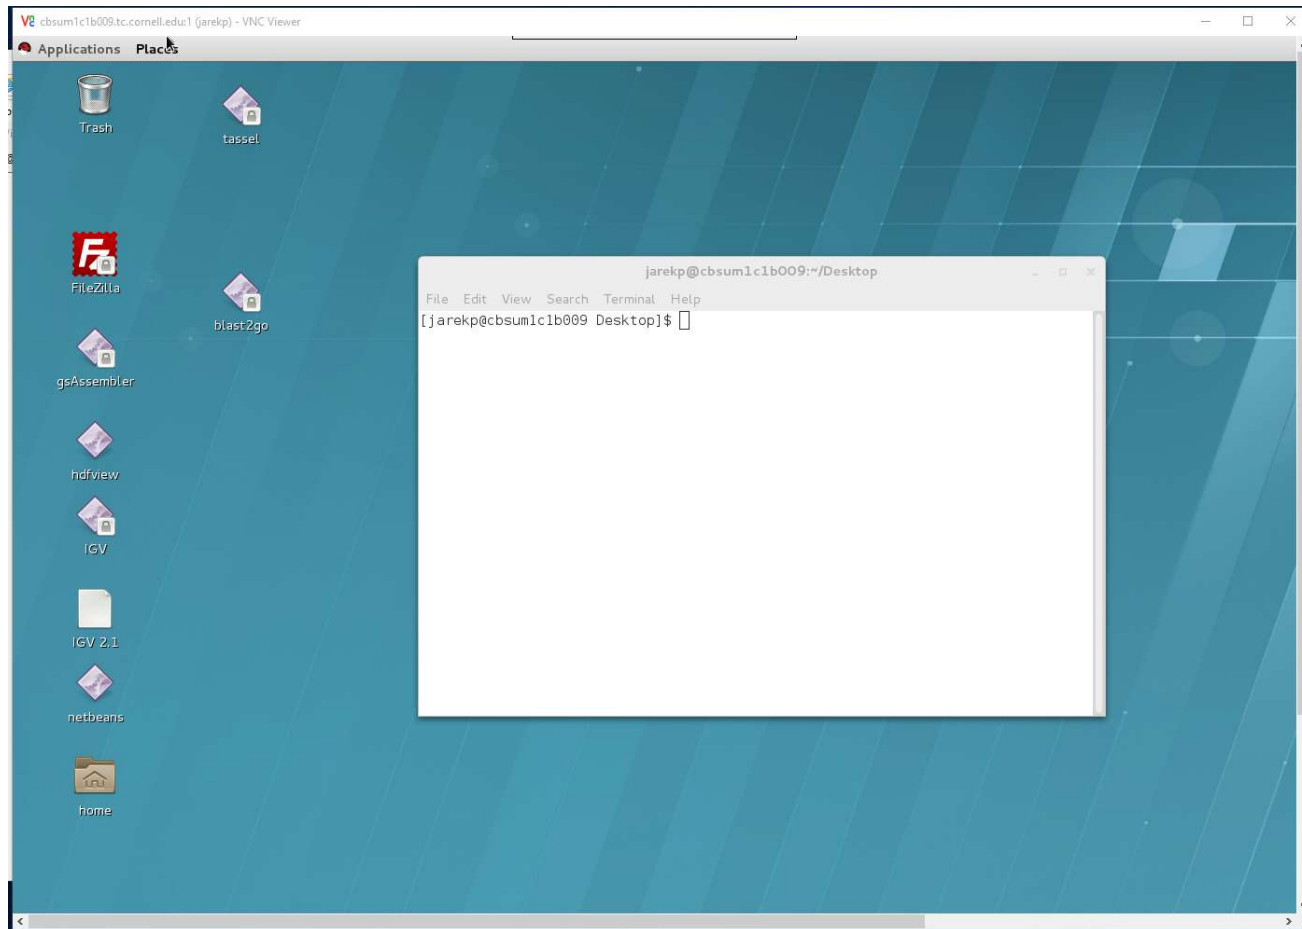 cbsum1c1b009.tc.cornell.edu:1 (jarekp) - VNC Viewer
Applications Places
Trash
tassel
FileZilla
blast2go
gsAssembler
hdfview
IGV
IGV 2.1
netbeans
home
jarekp@cbsum1c1b009:~/Desktop
File Edit View Search Terminal Help
[jarekp@cbsum1c1b009 Desktop]$